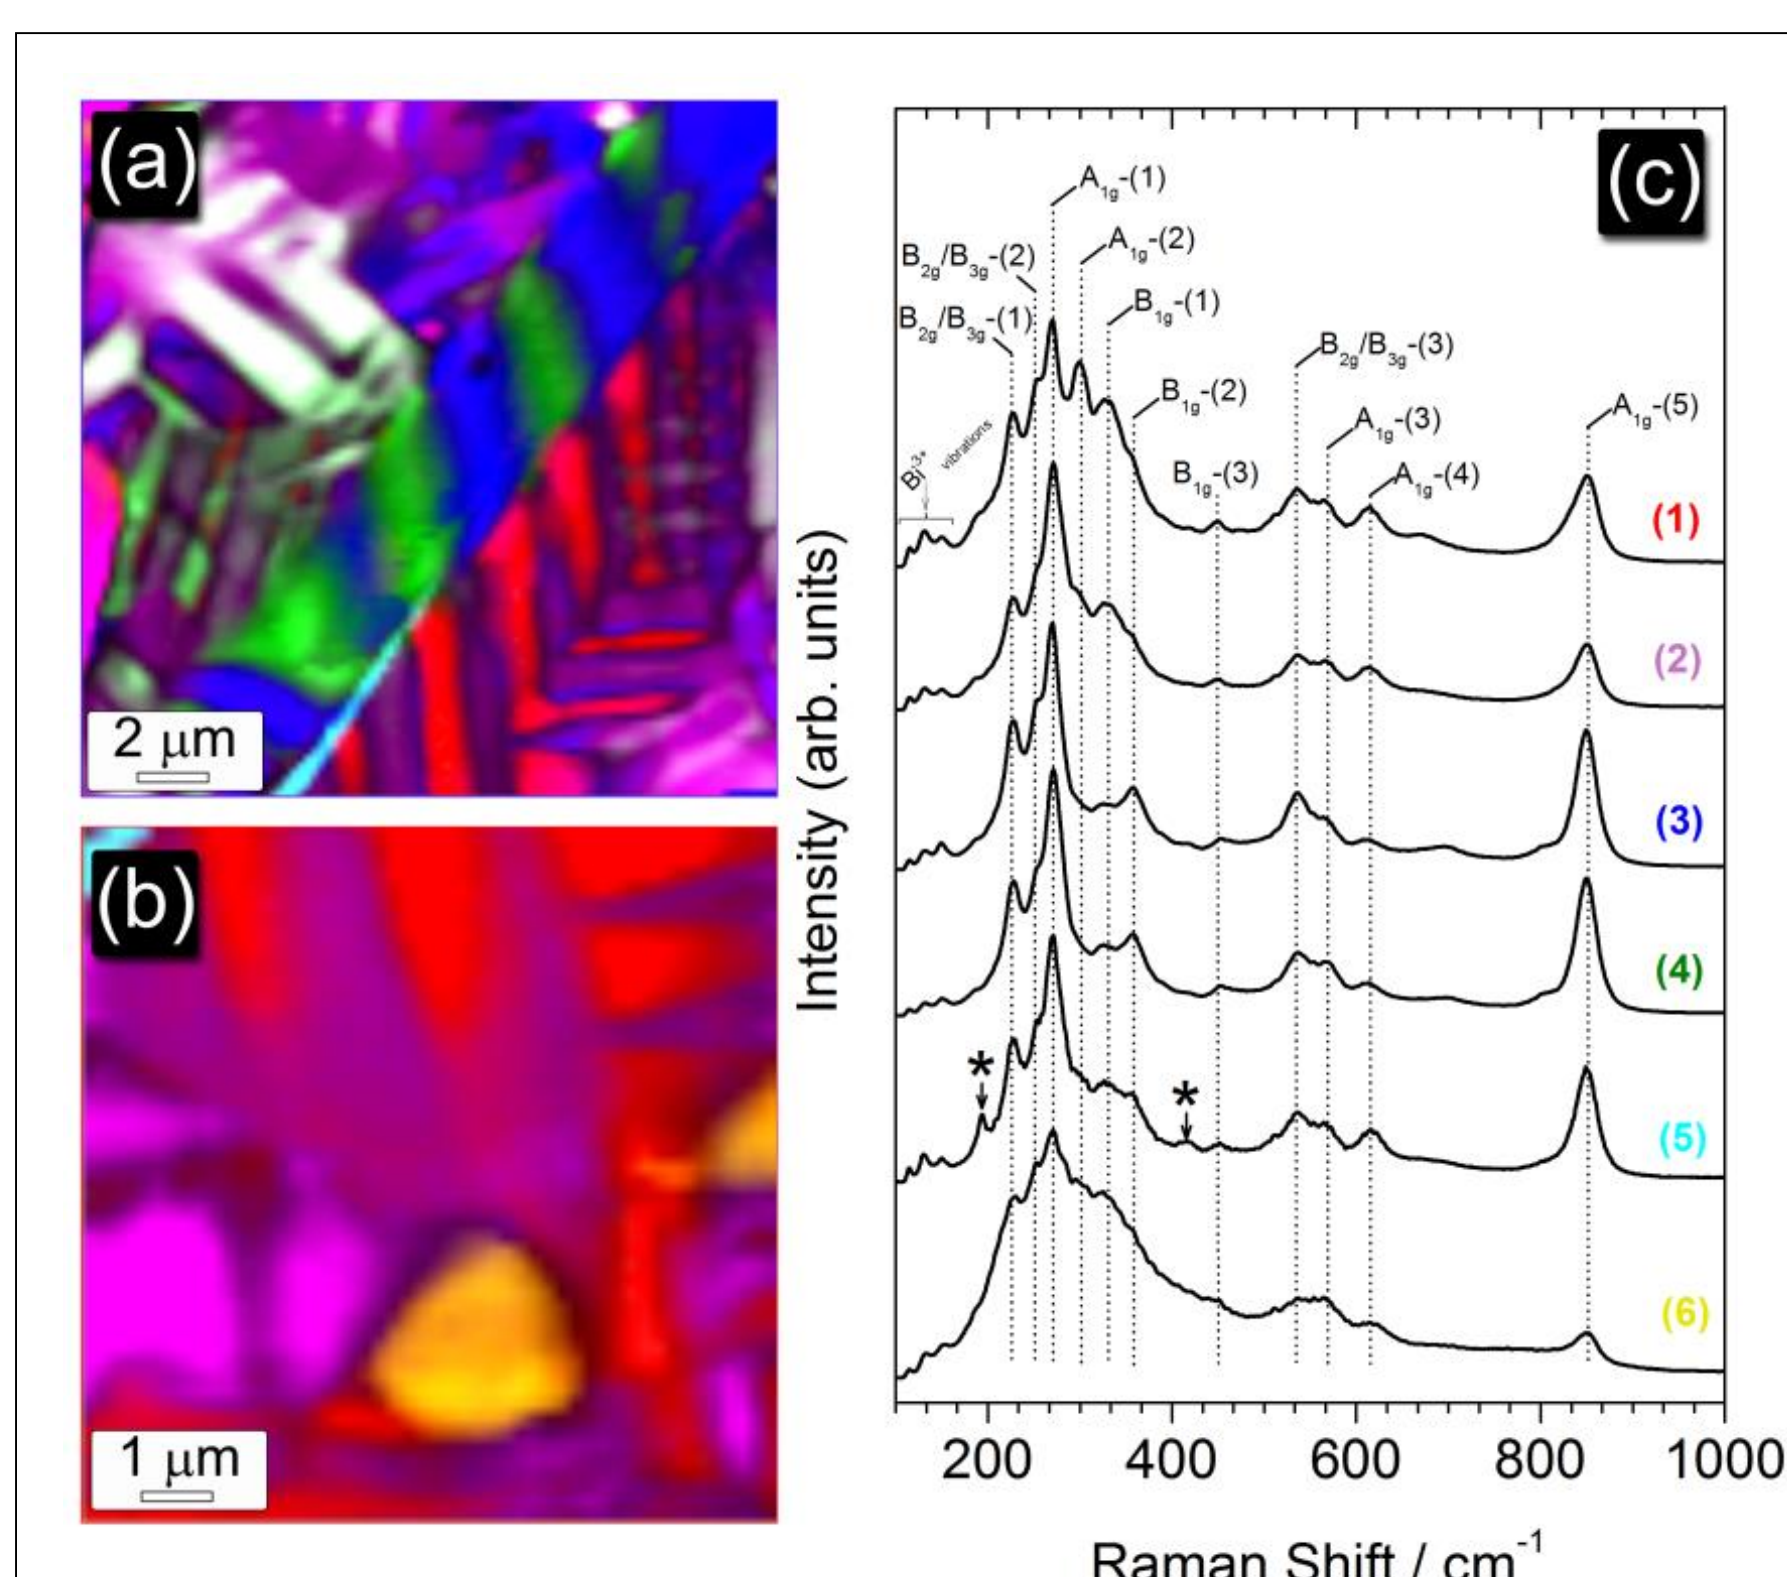 (a)
2 μm
(b)
1 μm
(c)
A1g-(1)
A1g-(2)
B2g/B3g-(2)
B1g-(1)
B2g/B3g-(1)
B2g/B3g-(3)
B1g-(2)
A1g-(3)
A1g-(5)
Bi+3s vibrations
B1g-(3)
A1g-(4)
(1)
(2)
(3)
(4)
*
*
(5)
(6)
Intensity (arb. units)
200 400 600 800 1000
Raman Shift / cm-1